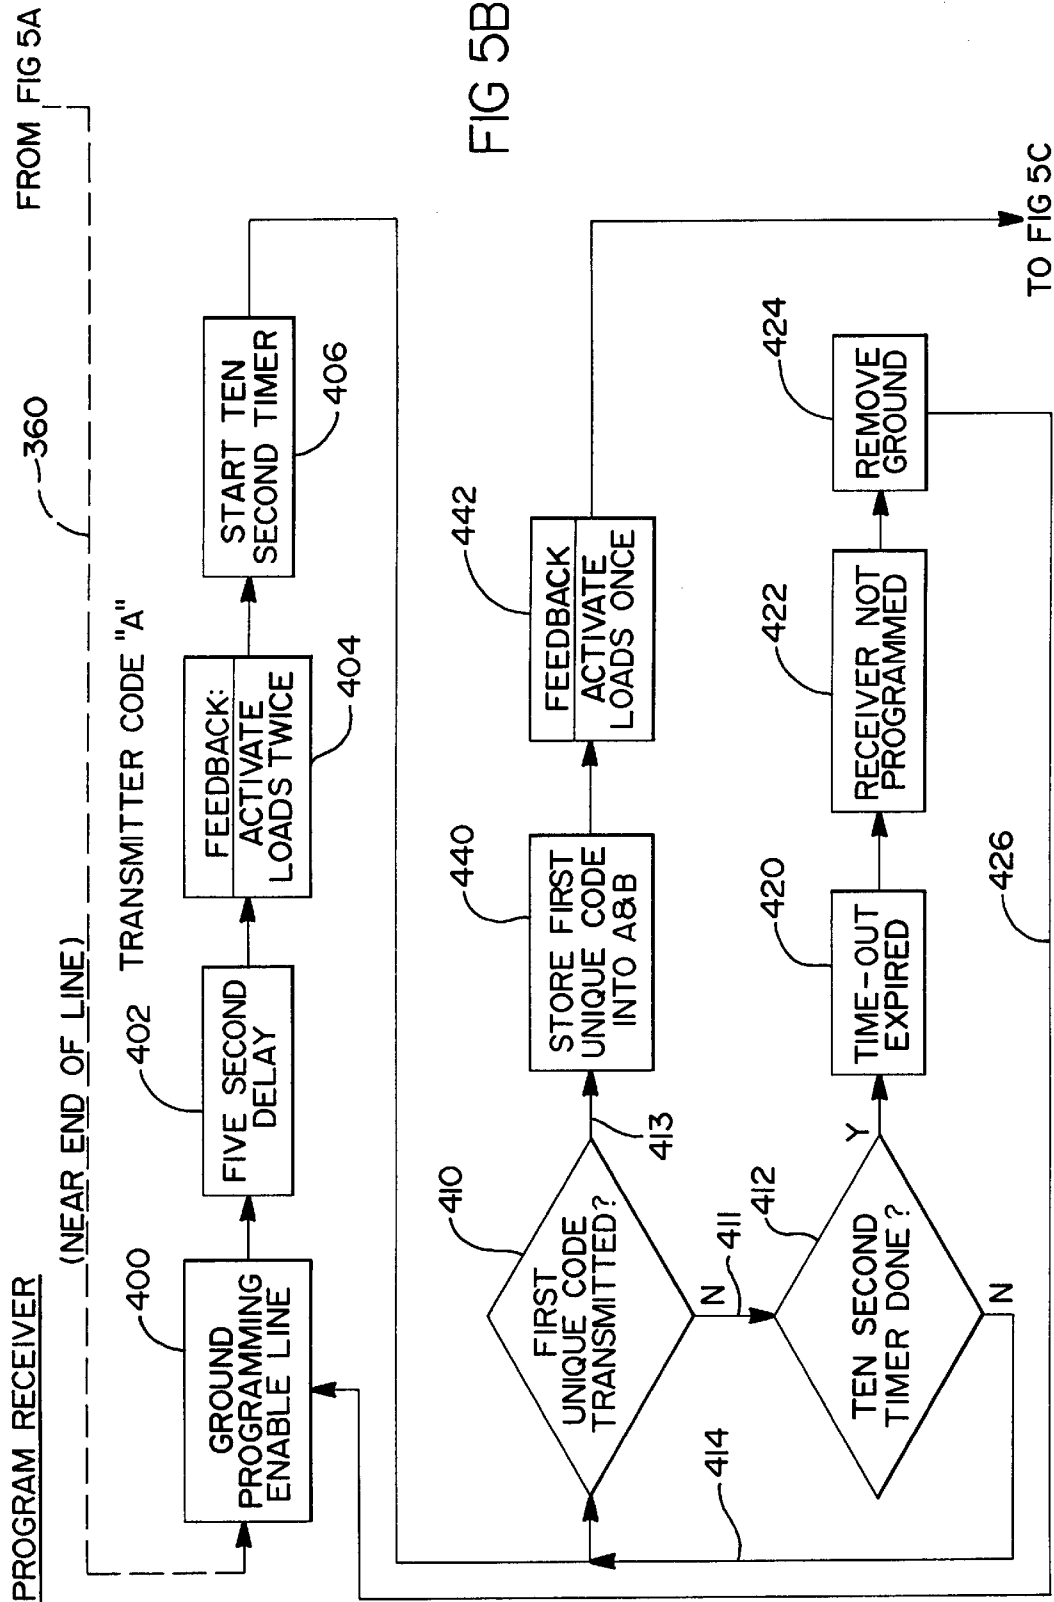 PROGRAM RECEIVER
(NEAR END OF LINE)
360
FROM FIG 5A
TRANSMITTER CODE "A"
400
GROUND
PROGRAMMING
ENABLE LINE
402
FIVE SECOND
DELAY
FEEDBACK:
ACTIVATE
LOADS TWICE
404
START TEN
SECOND TIMER
406
410
FIRST
UNIQUE CODE
TRANSMITTED?
413
N
411
440
STORE FIRST
UNIQUE CODE
INTO A&B
442
FEEDBACK
ACTIVATE
LOADS ONCE
FIG 5B
414
412
TEN SECOND
TIMER DONE?
Y
N
420
TIME-OUT
EXPIRED
422
RECEIVER NOT
PROGRAMMED
424
REMOVE
GROUND
426
TO FIG 5C